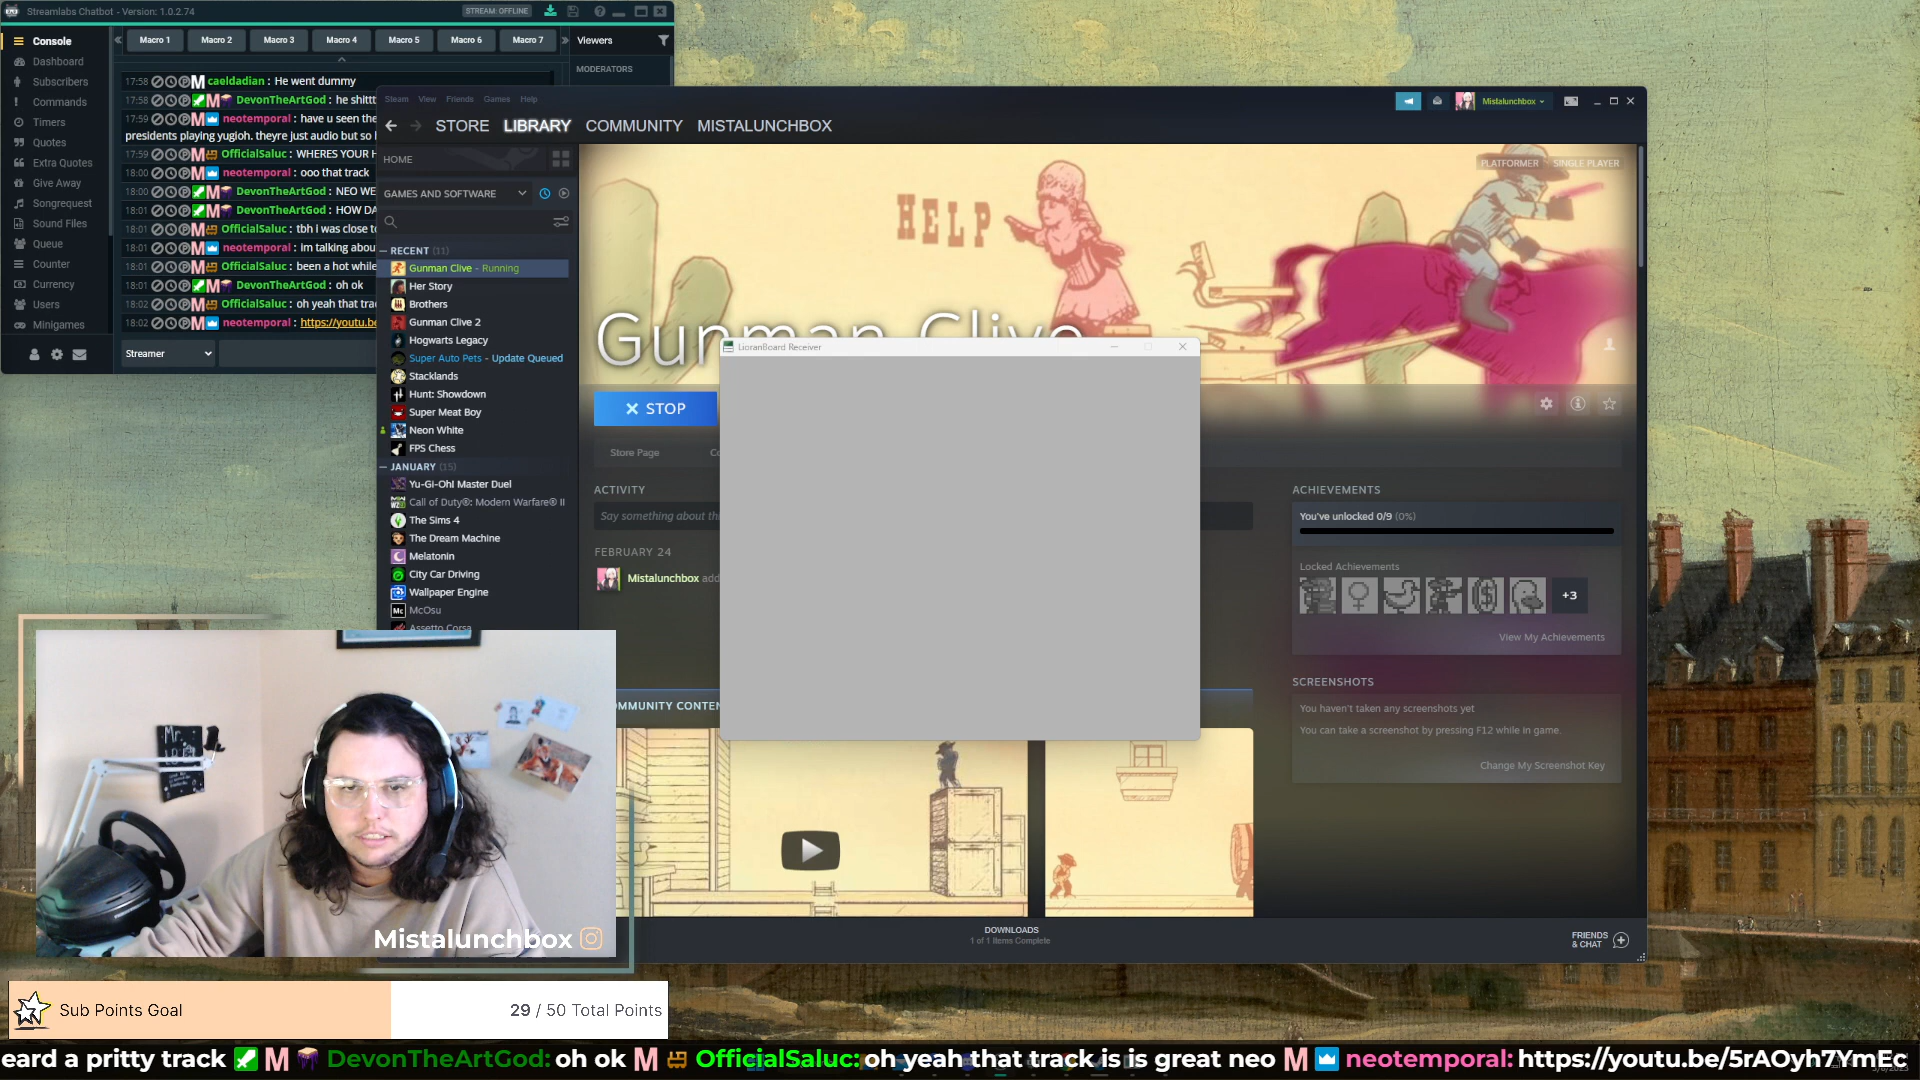 Streamlabs Chatbot - Version: 1.0.2.74
STREAM: OFFLINE
Console
Dashboard
Subscribers
Commands
Timers
Quotes
Extra Quotes
Give Away
Songrequest
Sound Files
Queue
Counter
Currency
Users
Minigames
Macro 1
Macro 2
Macro 3
Macro 4
Macro 5
Macro 6
Macro 7
Viewers
MODERATORS
17:58 caeldadian : He went dummy
17:58 DevonTheArtGod : he shittt
17:59 neotemporal : have u seen the
presidents playing yugioh. theyre just audio but so
17:59 OfficialSaluc : WHERES YOUR H
18:00 neotemporal : ooo that track
18:00 DevonTheArtGod : NEO WE
18:01 DevonTheArtGod : HOW DA
18:01 OfficialSaluc : tbh i was close to
18:01 neotemporal : im talking abou
18:01 OfficialSaluc : been a hot while
18:01 DevonTheArtGod : oh ok
18:02 OfficialSaluc : oh yeah that tra
18:02 neotemporal : https://youtu.be
Streamer
Steam View Friends Games Help
Mistalunchbox
STORE LIBRARY COMMUNITY MISTALUNCHBOX
HOME
GAMES AND SOFTWARE
RECENT (11)
Gunman Clive - Running
Her Story
Brothers
Gunman Clive 2
Hogwarts Legacy
Super Auto Pets - Update Queued
Stacklands
Hunt: Showdown
Super Meat Boy
Neon White
FPS Chess
JANUARY (15)
Yu-Gi-Oh! Master Duel
Call of Duty®: Modern Warfare® II
The Sims 4
The Dream Machine
Melatonin
City Car Driving
Wallpaper Engine
McOsu
Assetto Corsa
PLATFORMER SINGLE PLAYER
HELP
Gunman Clive
LioranBoard Receiver
STOP
Store Page
ACTIVITY
Say something about thi
FEBRUARY 24
Mistalunchbox add
ACHIEVEMENTS
You've unlocked 0/9 (0%)
Locked Achievements
+3
View My Achievements
SCREENSHOTS
You haven't taken any screenshots yet
You can take a screenshot by pressing F12 while in game.
Change My Screenshot Key
OMMUNITY CONTEN
DOWNLOADS
1 of 1 Items Complete
FRIENDS
& CHAT
Mistalunchbox
Sub Points Goal
29 / 50 Total Points
eard a pritty track DevonTheArtGod: oh ok OfficialSaluc: oh yeah that track is is great neo neotemporal: https://youtu.be/5rAOyh7YmEc